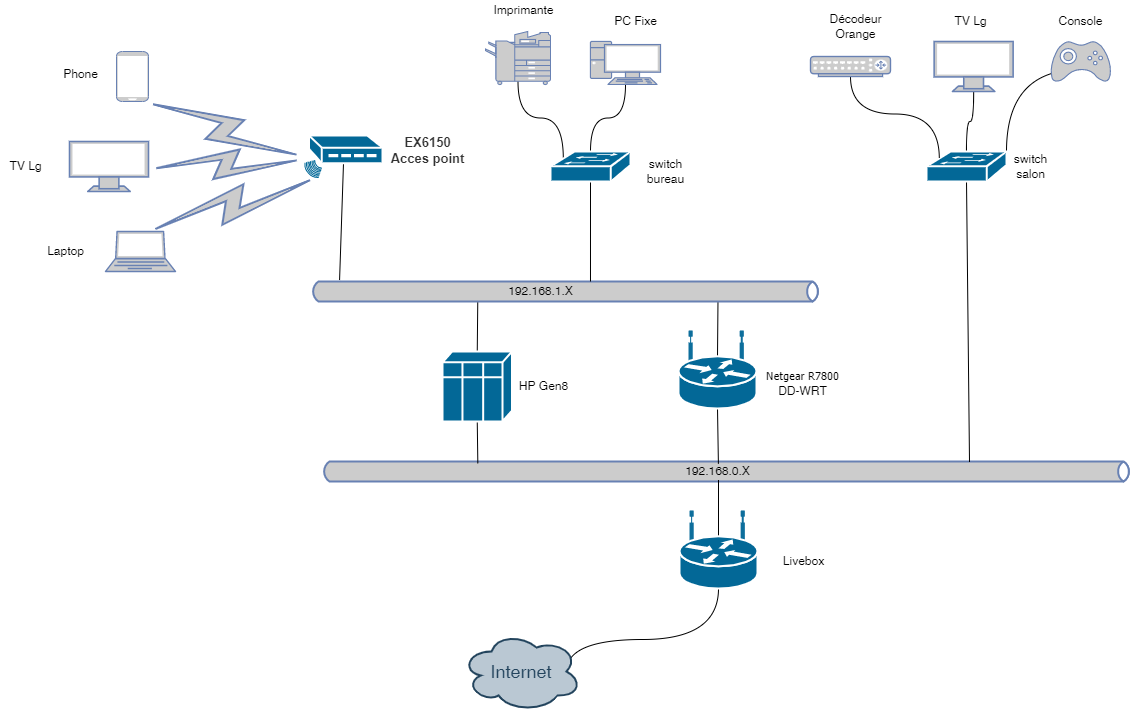 Imprimante
PC Fixe
Décodeur
Orange
TV Lg
Console
Phone
EX6150
Acces point
TV Lg
switch
bureau
switch
salon
Laptop
192.168.1.X
HP Gen8
Netgear R7800
DD-WRT
192.168.0.X
Livebox
Internet